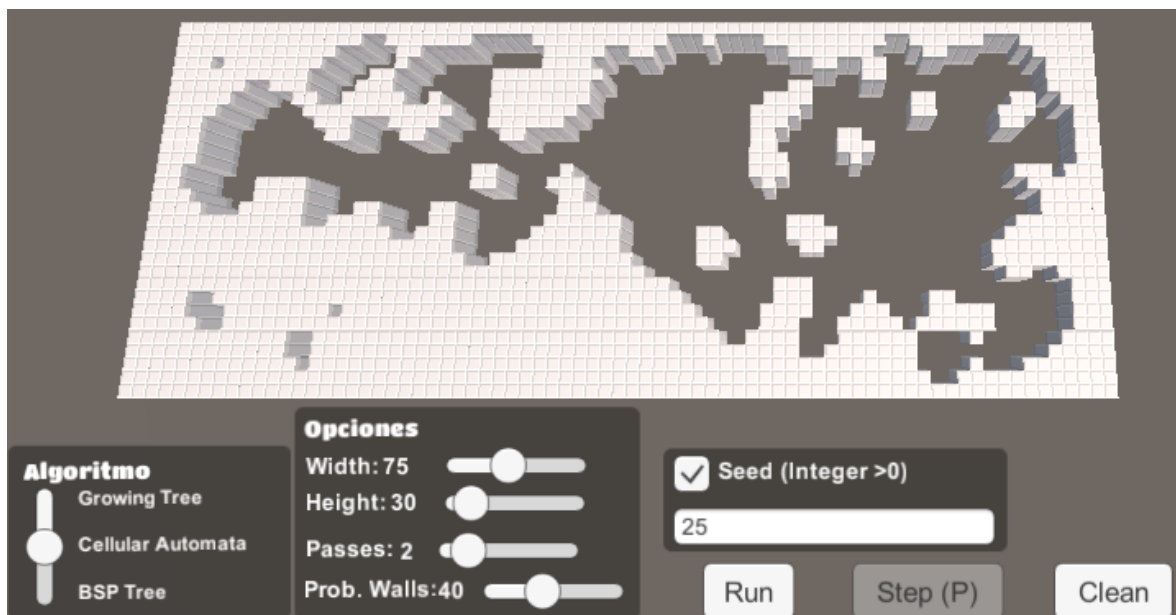 Algoritmo
Growing Tree
Cellular Automata
BSP Tree
Opciones
Width: 75
Height: 30
Passes: 2
Prob. Walls:40
Seed (Integer >0)
25
Run
Step (P)
Clean